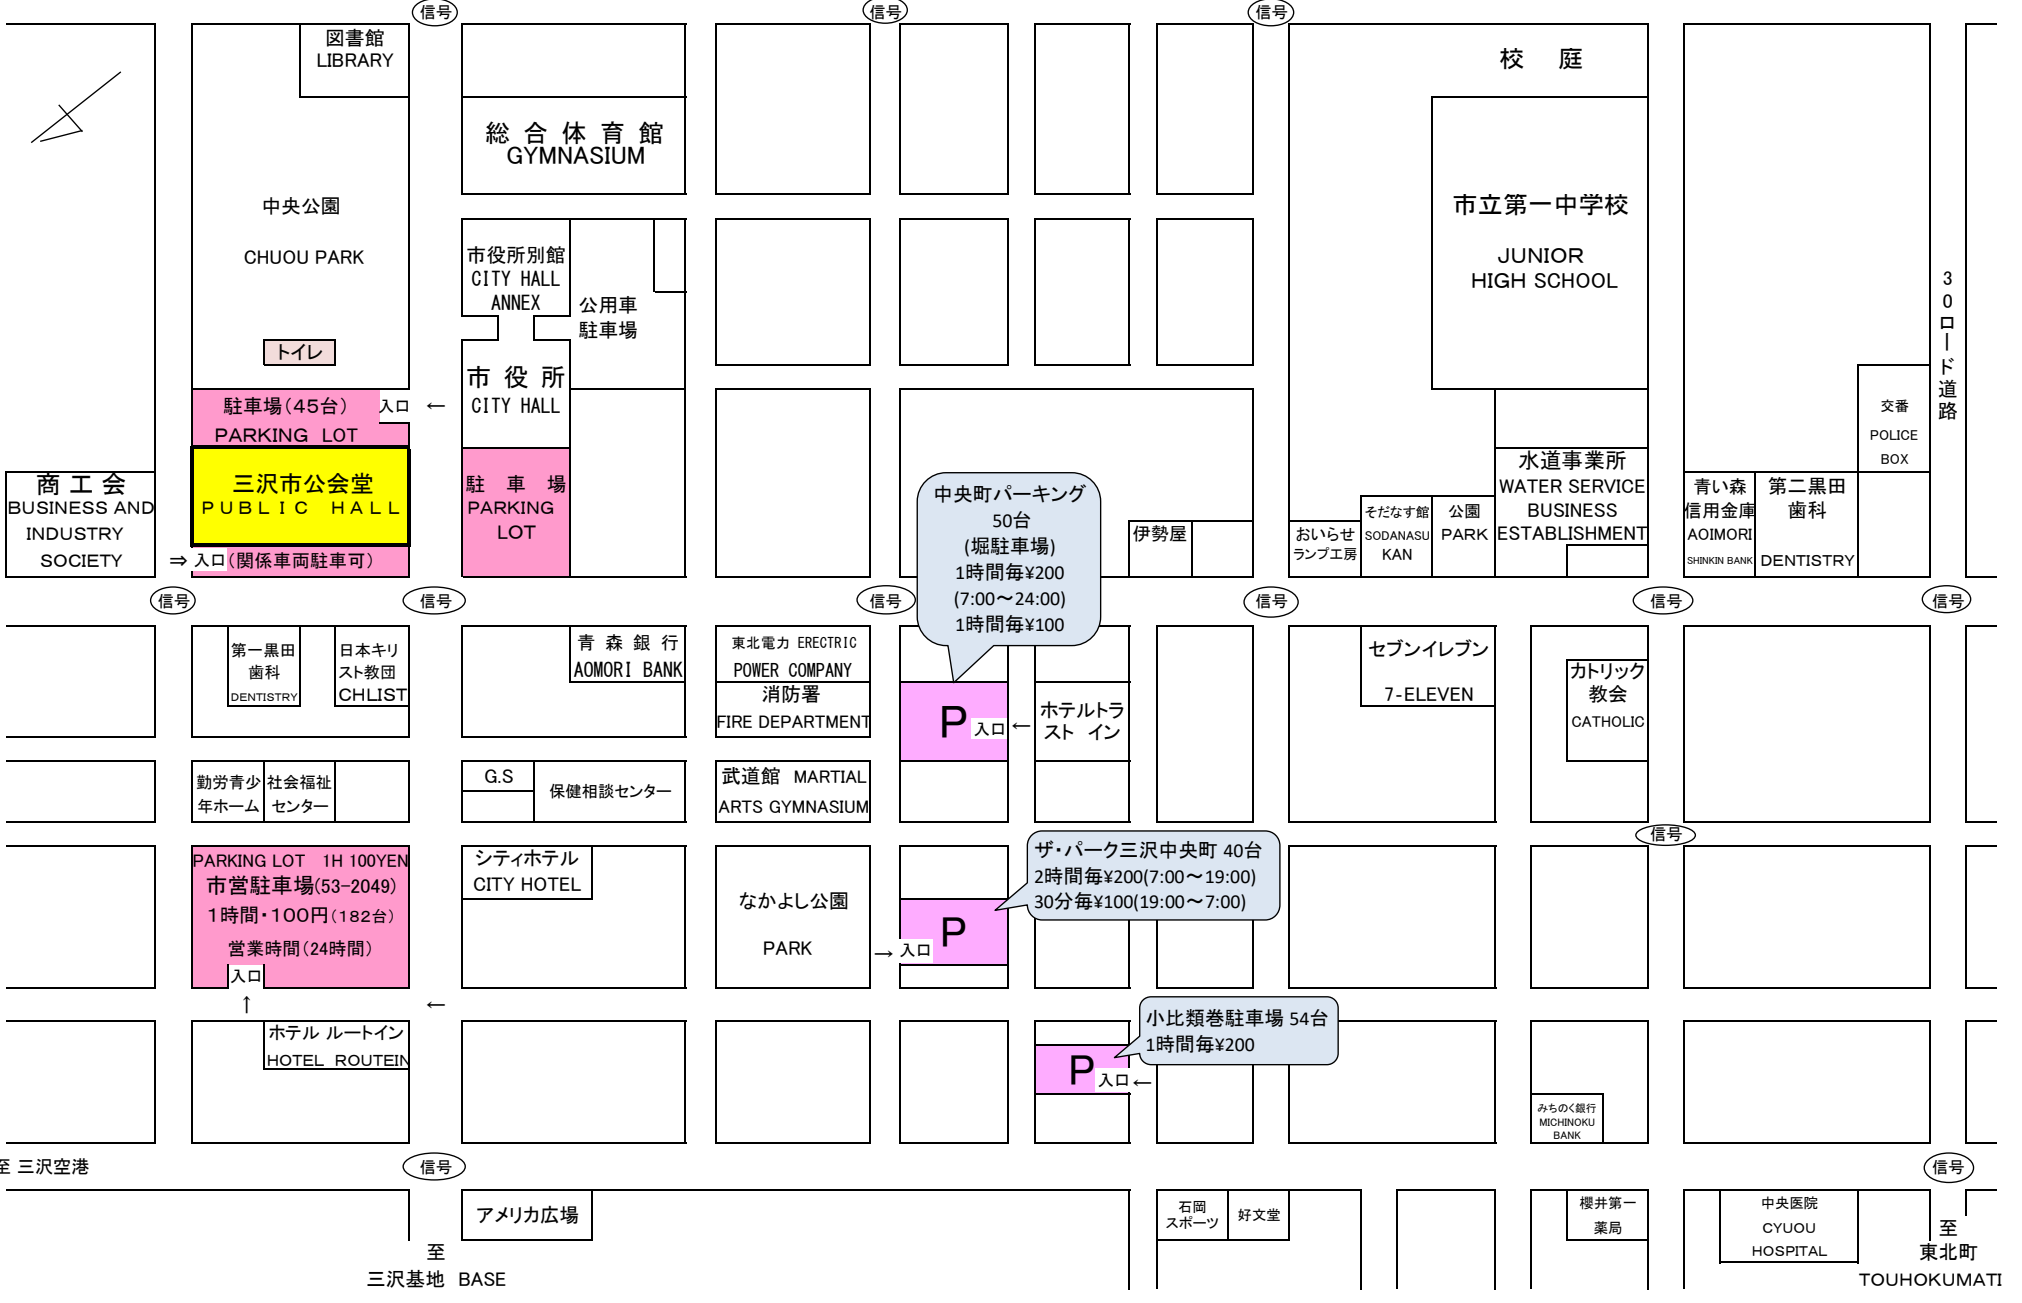 信号
信号
信号
図書館
LIBRARY
校 庭
総 合 体 育 館
GYMNASIUM
中央公園
CHUOU PARK
市役所別館
CITY HALL
ANNEX
公用車
駐車場
市立第一中学校
JUNIOR
HIGH SCHOOL
30ロード道路
トイレ
市 役 所
CITY HALL
駐車場(45台)
入口 ←
PARKING LOT
交番
POLICE
BOX
商 工 会
BUSINESS AND
INDUSTRY
SOCIETY
三沢市公会堂
PUBLIC HALL
駐 車 場
PARKING
LOT
⇒ 入口(関係車両駐車可)
中央町パーキング
50台
(堀駐車場)
1時間毎¥200
(7:00~24:00)
1時間毎¥100
伊勢屋
おいらせ
ランプ工房
そだなす館
SODANASU
KAN
公園
PARK
水道事業所
WATER SERVICE
BUSINESS
ESTABLISHMENT
青い森
信用金庫
AOIMORI
SHINKIN BANK
第二黒田
歯科
DENTISTRY
信号
信号
信号
信号
信号
信号
第一黒田
歯科
DENTISTRY
日本キリ
スト教団
CHLIST
青 森 銀 行
AOMORI BANK
東北電力 ERECTRIC
POWER COMPANY
消防署
FIRE DEPARTMENT
P 入口 ←
ホテルトラ
スト イン
セブンイレブン
7-ELEVEN
カトリック
教会
CATHOLIC
勤労青少
年ホーム
社会福祉
センター
G.S
保健相談センター
武道館 MARTIAL
ARTS GYMNASIUM
信号
PARKING LOT 1H 100YEN
市営駐車場(53-2049)
1時間・100円(182台)
営業時間(24時間)
入口
↑
←
シティホテル
CITY HOTEL
なかよし公園
PARK
→ 入口
P
ザ・パーク三沢中央町 40台
2時間毎¥200(7:00~19:00)
30分毎¥100(19:00~7:00)
ホテル ルートイン
HOTEL ROUTEIN
小比類巻駐車場 54台
1時間毎¥200
P 入口 ←
みちのく銀行
MICHINOKU
BANK
至 三沢空港
信号
信号
アメリカ広場
石岡
スポーツ
好文堂
櫻井第一
薬局
中央医院
CYUOU
HOSPITAL
至
三沢基地 BASE
至
東北町
TOUHOKUMATI